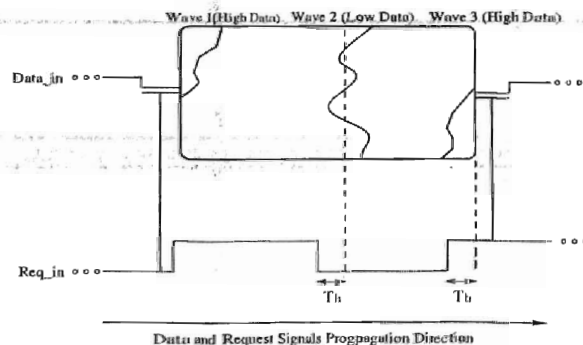 Wave 1(High Data) Wave 2 (Low Data) Wave 3 (High Data)
Data_in
Req_in
Th Th
Data and Request Signals Progpagation Direction